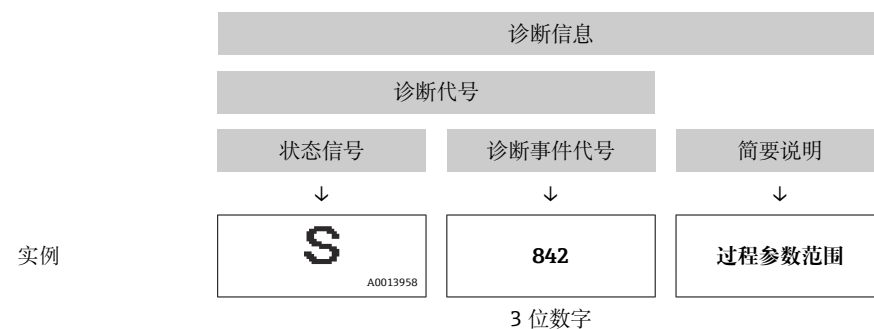 诊断信息
诊断代号
状态信号 诊断事件代号 简要说明
↓ ↓ ↓
实例 S 842 过程参数范围
A0013958
3 位数字